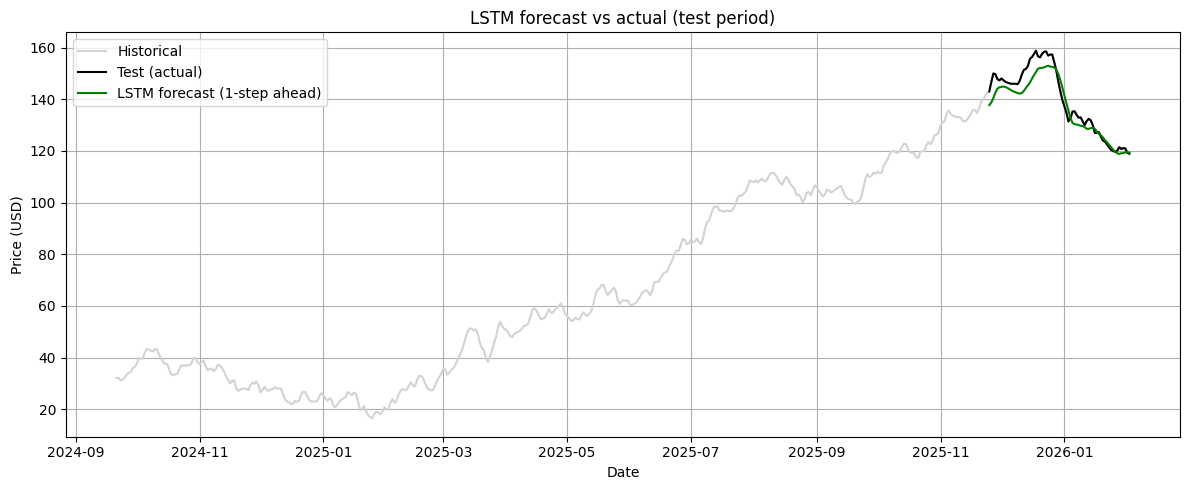 LSTM forecast vs actual (test period)
Historical
Test (actual)
LSTM forecast (1-step ahead)
Price (USD)
160
140
120
100
80
60
40
20
2024-09
2024-11
2025-01
2025-03
2025-05
2025-07
2025-09
2025-11
2026-01
Date